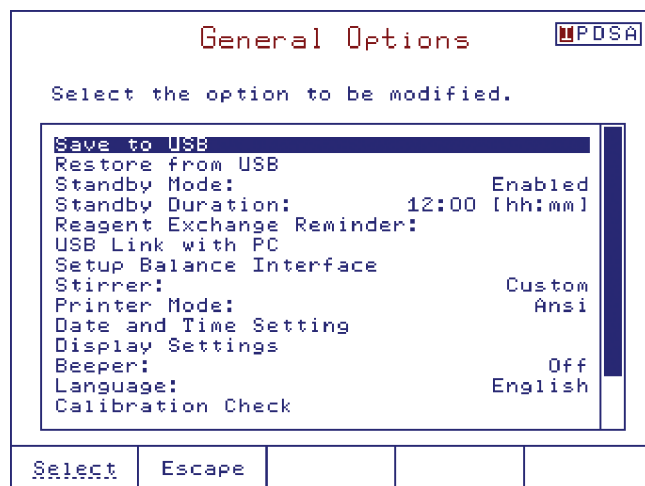 General Options
IPDSA
Select the option to be modified.
Save to USB
Restore from USB
Standby Mode: Enabled
Standby Duration: 12:00 [hh:mm]
Reagent Exchange Reminder:
USB Link with PC
Setup Balance Interface
Stirrer: Custom
Printer Mode: Ansi
Date and Time Setting
Display Settings
Beeper: Off
Language: English
Calibration Check
Select Escape